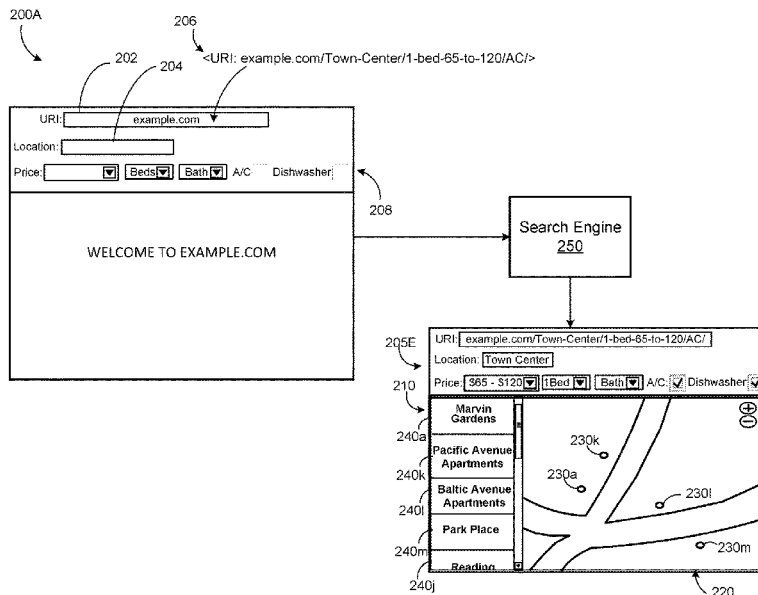 200A
206
<URI: example.com/Town-Center/1-bed-65-to-120/AC/>
202
204
URI: example.com
Location:
Price: Beds Bath A/C Dishwasher
208
WELCOME TO EXAMPLE.COM
Search Engine
250
205E
URI: example.com/Town-Center/1-bed-65-to-120/AC/
Location: Town Center
Price: $65 - $120 1Bed Bath A/C: Dishwasher
210
Marvin
Gardens
240a
Pacific Avenue
Apartments
240k
Baltic Avenue
Apartments
240l
Park Place
240m
Reading
240j
230k
230a
230l
230m
220